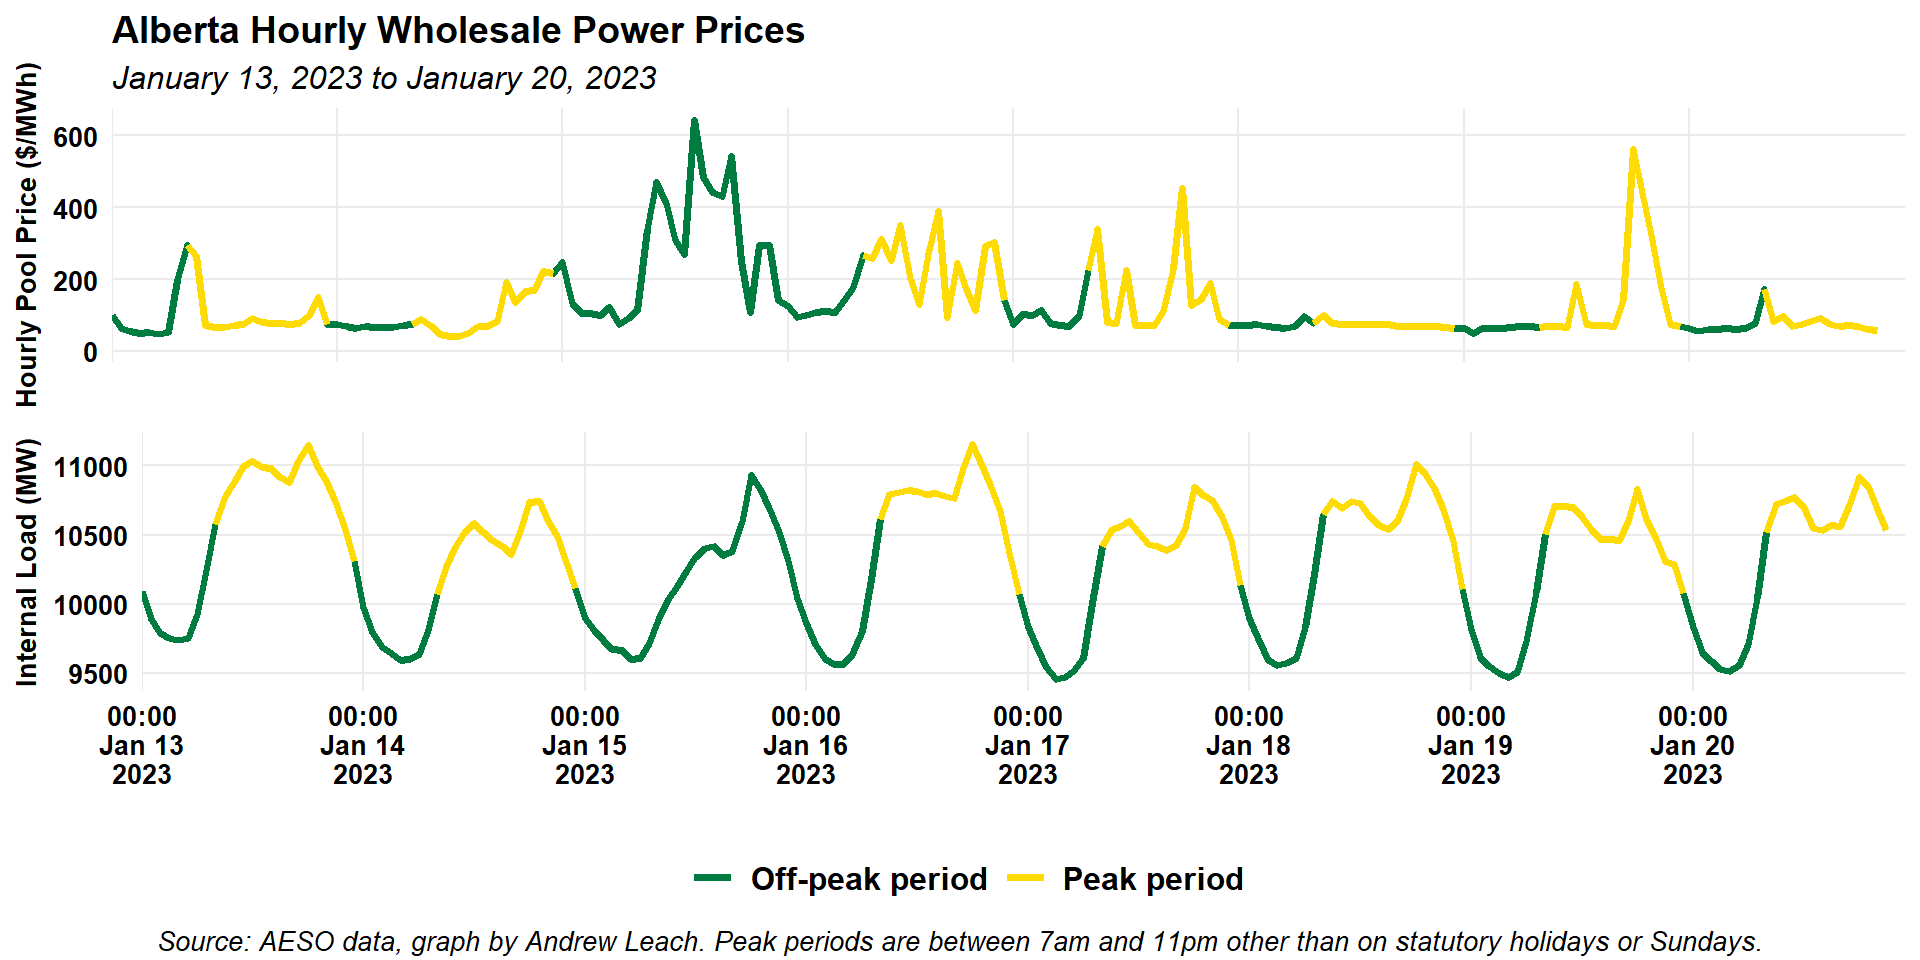 Alberta Hourly Wholesale Power Prices
January 13, 2023 to January 20, 2023
Hourly Pool Price ($/MWh)
600
400
200
0
Internal Load (MW)
11000
10500
10000
9500
00:00 00:00 00:00 00:00 00:00 00:00 00:00 00:00
Jan 13 Jan 14 Jan 15 Jan 16 Jan 17 Jan 18 Jan 19 Jan 20
2023 2023 2023 2023 2023 2023 2023 2023
Off-peak period Peak period
Source: AESO data, graph by Andrew Leach. Peak periods are between 7am and 11pm other than on statutory holidays or Sundays.